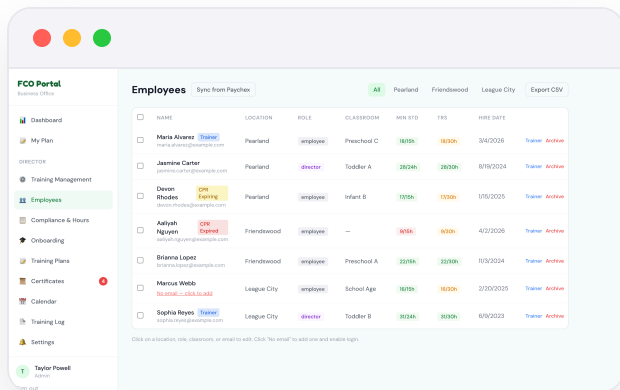 FCO Portal
Business Office
Dashboard
My Plan
DIRECTOR
Training Management
Employees
Compliance & Hours
Onboarding
Training Plans
Certificates 4
Calendar
Training Log
Settings
T
Taylor Powell
Admin
Employees Sync from Paychex All Pearland Friendswood League City Export CSV
NAME LOCATION ROLE CLASSROOM MIN STD TRS HIRE DATE
Maria Alvarez Trainer Pearland employee Preschool C 18/15h 18/30h 3/4/2026 Trainer Archive
maria.alvarez@example.com
Jasmine Carter Pearland director Toddler A 28/24h 28/30h 8/19/2024 Trainer Archive
jasmine.carter@example.com
Devon Rhodes CPR Expiring Pearland employee Infant B 17/15h 17/30h 1/15/2025 Trainer Archive
devon.rhodes@example.com
Aaliyah Nguyen CPR Expired Friendswood employee — 9/15h 9/30h 4/2/2026 Trainer Archive
aaliyah.nguyen@example.com
Brianna Lopez Friendswood employee Preschool A 22/15h 22/30h 11/3/2024 Trainer Archive
brianna.lopez@example.com
Marcus Webb League City employee School Age 16/15h 16/30h 2/20/2025 Trainer Archive
No email — click to add
Sophia Reyes Trainer League City director Toddler B 31/24h 31/30h 6/9/2023 Trainer Archive
sophia.reyes@example.com
Click on a location, role, classroom, or email to edit. Click "No email" to add one and enable login.